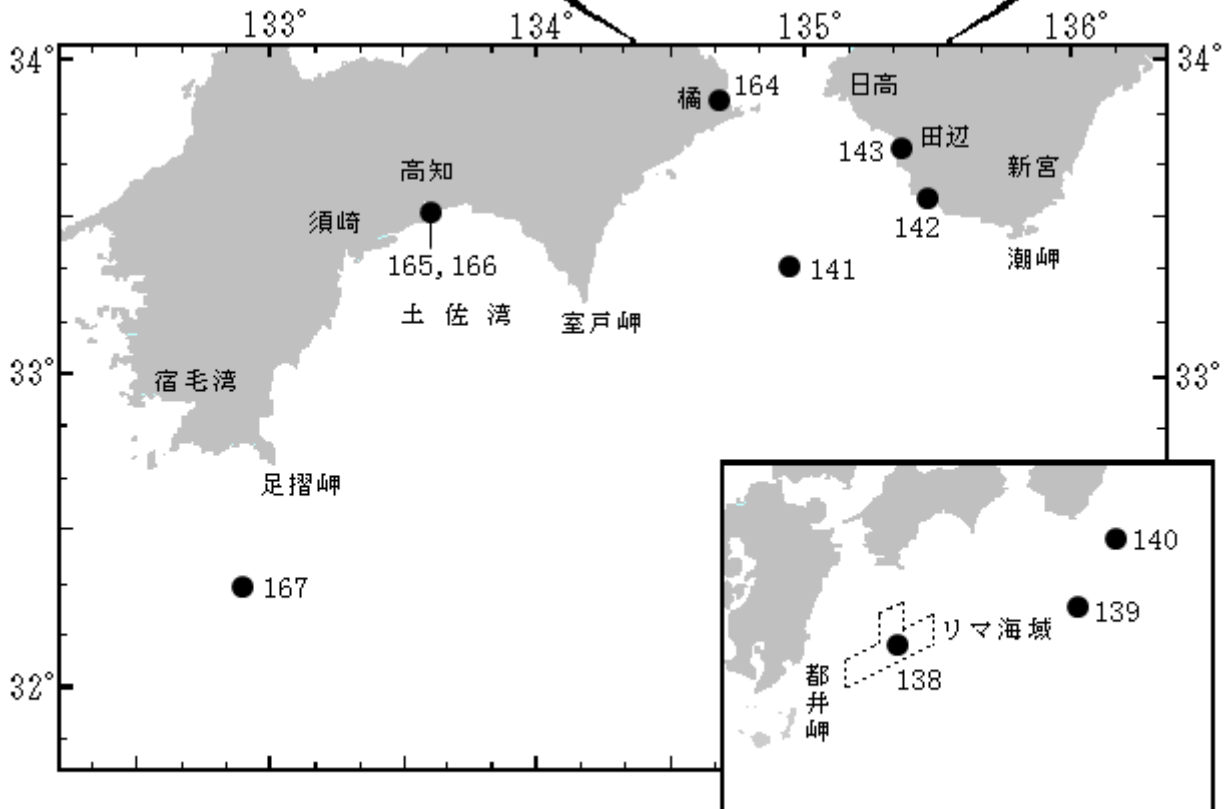 133°
134°
135°
136°
34°
34°
橘
164
日高
143
田辺
新宮
高知
142
須崎
潮岬
165,166
141
土佐湾
室戸岬
33°
33°
宿毛湾
足摺岬
167
140
139
リマ海域
138
都井岬
32°